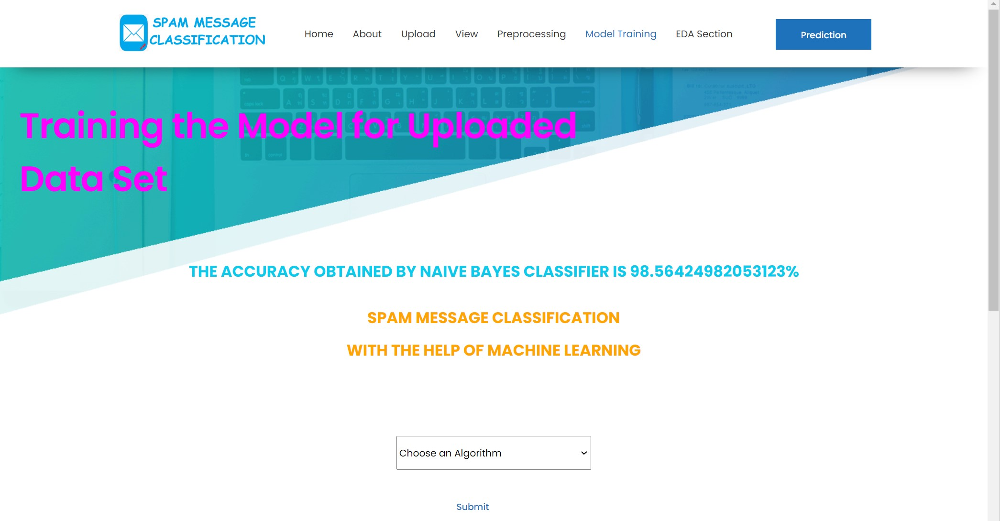 SPAM MESSAGE
CLASSIFICATION
Home About Upload View Preprocessing Model Training EDA Section Prediction
Training the Model for Uploaded
Data Set
THE ACCURACY OBTAINED BY NAIVE BAYES CLASSIFIER IS 98.56424982053123%
SPAM MESSAGE CLASSIFICATION
WITH THE HELP OF MACHINE LEARNING
Choose an Algorithm
Submit